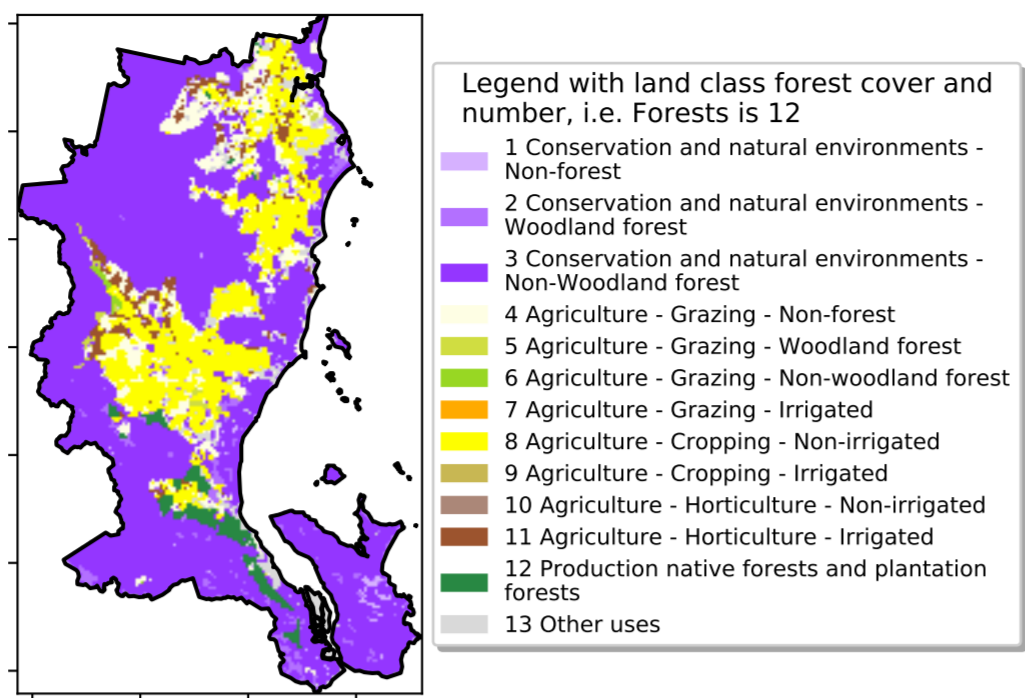 Legend with land class forest cover and
number, i.e. Forests is 12
1 Conservation and natural environments -
Non-forest
2 Conservation and natural environments -
Woodland forest
3 Conservation and natural environments -
Non-Woodland forest
4 Agriculture - Grazing - Non-forest
5 Agriculture - Grazing - Woodland forest
6 Agriculture - Grazing - Non-woodland forest
7 Agriculture - Grazing - Irrigated
8 Agriculture - Cropping - Non-irrigated
9 Agriculture - Cropping - Irrigated
10 Agriculture - Horticulture - Non-irrigated
11 Agriculture - Horticulture - Irrigated
12 Production native forests and plantation
forests
13 Other uses